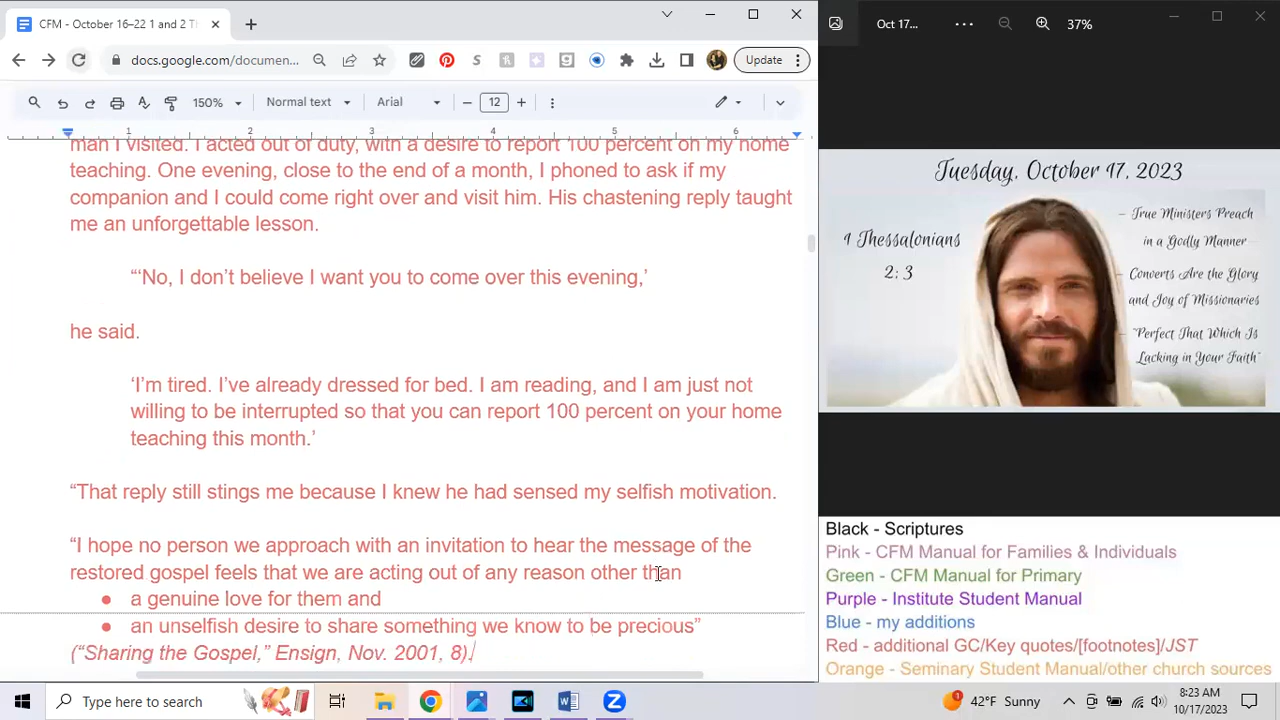 CFM - October 16–22 1 and 2 Th
docs.google.com/documen...
Update
150%
Normal text
Arial
12
1 2 3 4 5 6
man I visited. I acted out of duty, with a desire to report 100 percent on my home
teaching. One evening, close to the end of a month, I phoned to ask if my
companion and I could come right over and visit him. His chastening reply taught
me an unforgettable lesson.
“‘No, I don’t believe I want you to come over this evening,’
he said.
‘I’m tired. I’ve already dressed for bed. I am reading, and I am just not
willing to be interrupted so that you can report 100 percent on your home
teaching this month.’
“That reply still stings me because I knew he had sensed my selfish motivation.
“I hope no person we approach with an invitation to hear the message of the
restored gospel feels that we are acting out of any reason other than
● a genuine love for them and
● an unselfish desire to share something we know to be precious”
(“Sharing the Gospel,” Ensign, Nov. 2001, 8).
Oct 17...
37%
Tuesday, October 17, 2023
1 Thessalonians
2; 3
– True Ministers Preach
in a Godly Manner
– Converts Are the Glory
and Joy of Missionaries
– “Perfect That Which Is
Lacking in Your Faith”
Black - Scriptures
Pink - CFM Manual for Families & Individuals
Green - CFM Manual for Primary
Purple - Institute Student Manual
Blue - my additions
Red - additional GC/Key quotes/[footnotes]/JST
Orange - Seminary Student Manual/other church sources
Type here to search
1
42°F Sunny
8:23 AM
10/17/2023